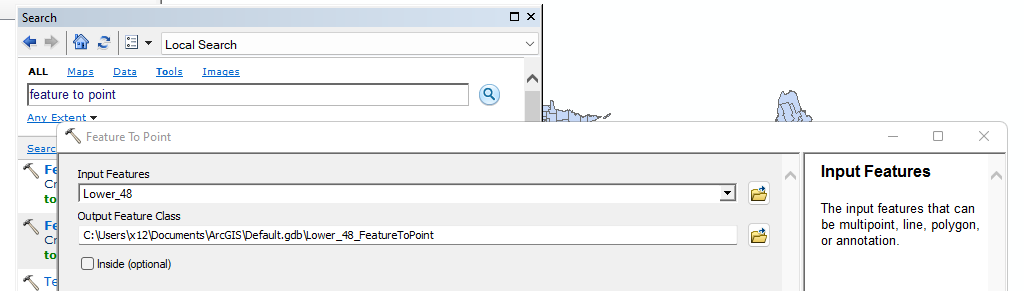 Search
Local Search
ALL Maps Data Tools Images
feature to point
Any Extent
Searc
Fe
Cr
to
Fe
Cr
to
Te
Feature To Point
Input Features
Lower_48
Output Feature Class
C:\Users\x12\Documents\ArcGIS\Default.gdb\Lower_48_FeatureToPoint
Inside (optional)
Input Features
The input features that can
be multipoint, line, polygon,
or annotation.